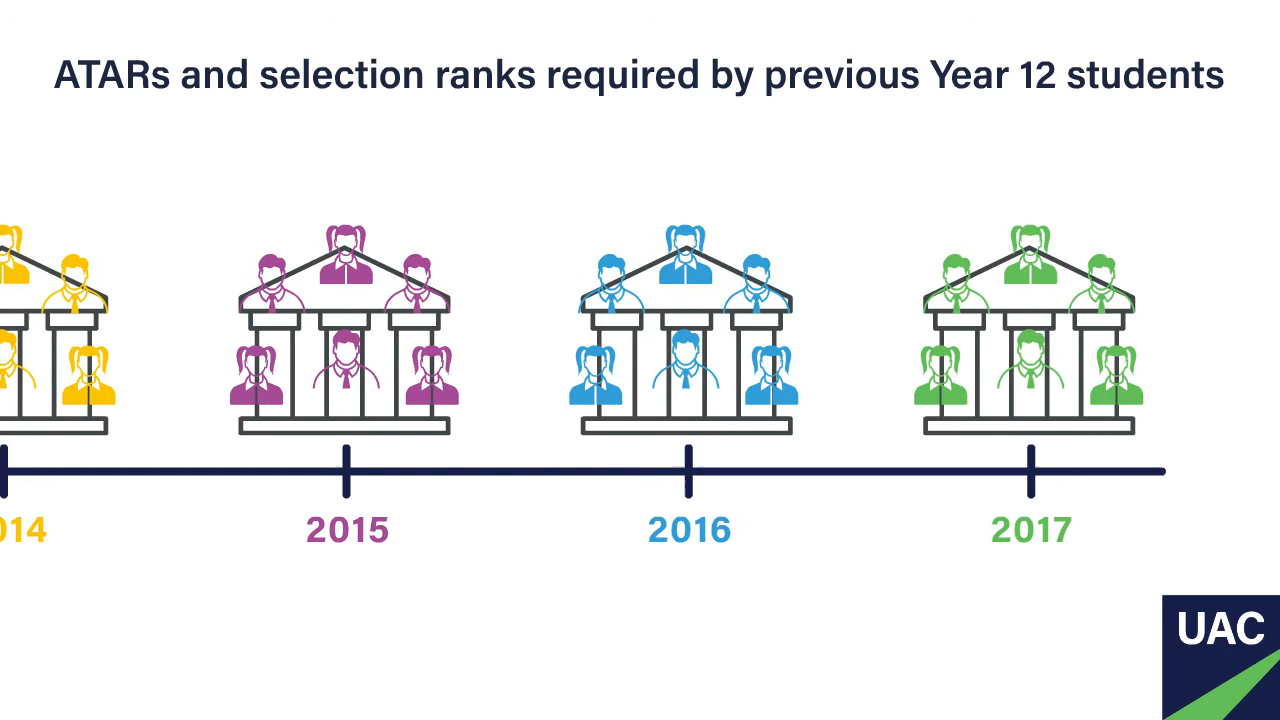 ATARs and selection ranks required by previous Year 12 students
014 2015 2016 2017
UAC